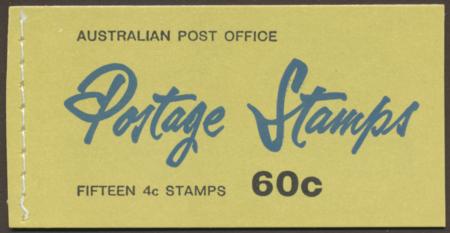 AUSTRALIAN POST OFFICE
Postage Stamps
FIFTEEN 4c STAMPS 60c